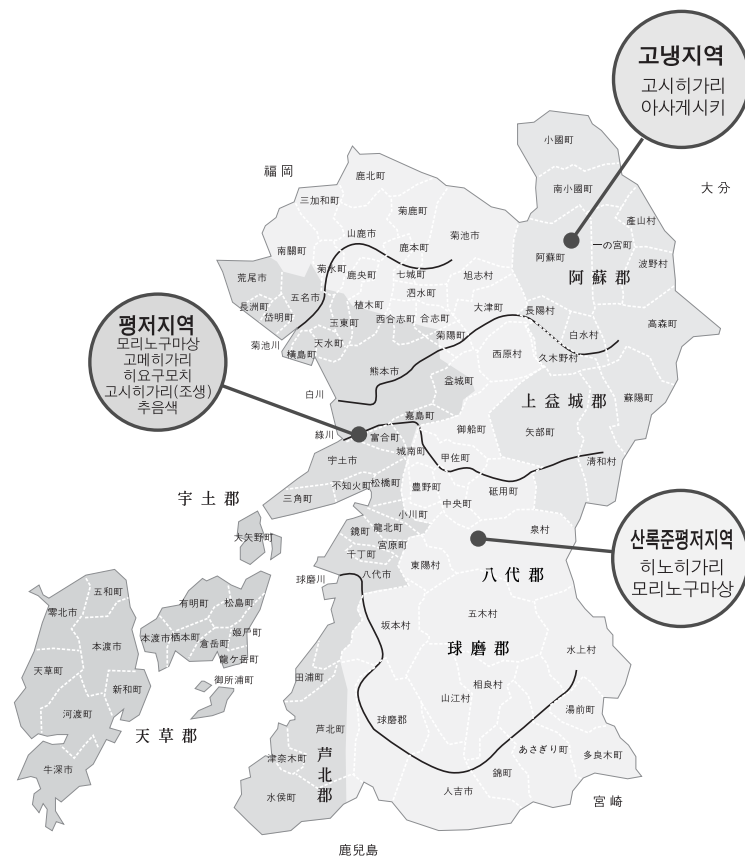 고냉지역
고시히가리
아사게시키
小國町
福岡
鹿北町
大分
南小國町
三加和町
菊鹿町
産山村
山鹿市
菊池市
南關町
鹿本町
一の宮町
阿蘇町
波野村
菊水町
鹿央町
七城町
旭志村
阿蘇郡
荒尾市
泗水町
長洲町
五名市
植木町
大津町
長陽村
岱明町
玉東町
西合志町
合志町
高森町
평저지역
모리노구마상
고메히가리
히요구모치
고시히가리(조생)
추음색
菊池川
天水町
菊陽町
白水村
橫島町
西原村
久木野村
熊本市
益城町
蘇陽町
白川
上益城郡
嘉島町
綠川
富合町
御船町
矢部町
城南町
宇土市
甲佐町
清和村
不知火町
松橋町
豊野町
砥用町
宇土郡
三角町
中央町
小川町
大矢野町
鏡町
龍北町
泉村
산록준평저지역
히노히가리
모리노구마상
宮原町
千丁町
東陽村
八代郡
球磨川
八代市
五和町
有明町
松島町
零北市
坂本村
五木村
本渡市
本渡市
栖本町
姬戶町
倉岳町
球磨郡
水上村
天草町
龍ケ岳町
御所浦町
田浦町
相良村
新和町
山江村
河渡町
球磨郡
湯前町
天草郡
芦北町
あさぎり町
多良木町
津奈木町
芦北郡
錦町
牛深市
水俣町
人吉市
宮崎
鹿兒島